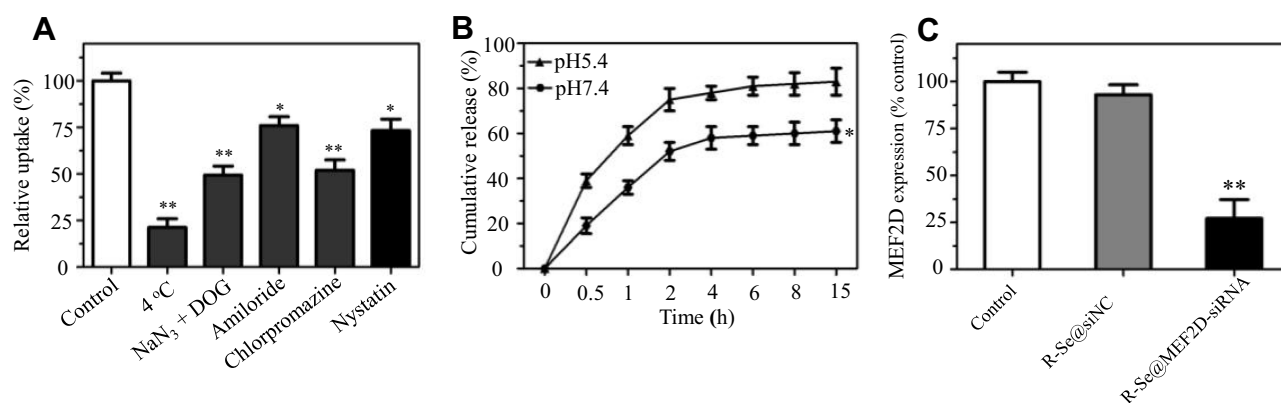 A
Relative uptake (%)
100
75
50
25
0
**
**
*
**
*
Control
4 °C
NaN₃ + DOG
Amiloride
Chlorpromazine
Nystatin
B
Cumulative release (%)
100
80
60
40
20
0
pH5.4
pH7.4
*
0 0.5 1 2 4 6 8 15
Time (h)
C
MEF2D expression (% control)
100
75
50
25
0
**
Control
R-Se@siNC
R-Se@MEF2D-siRNA